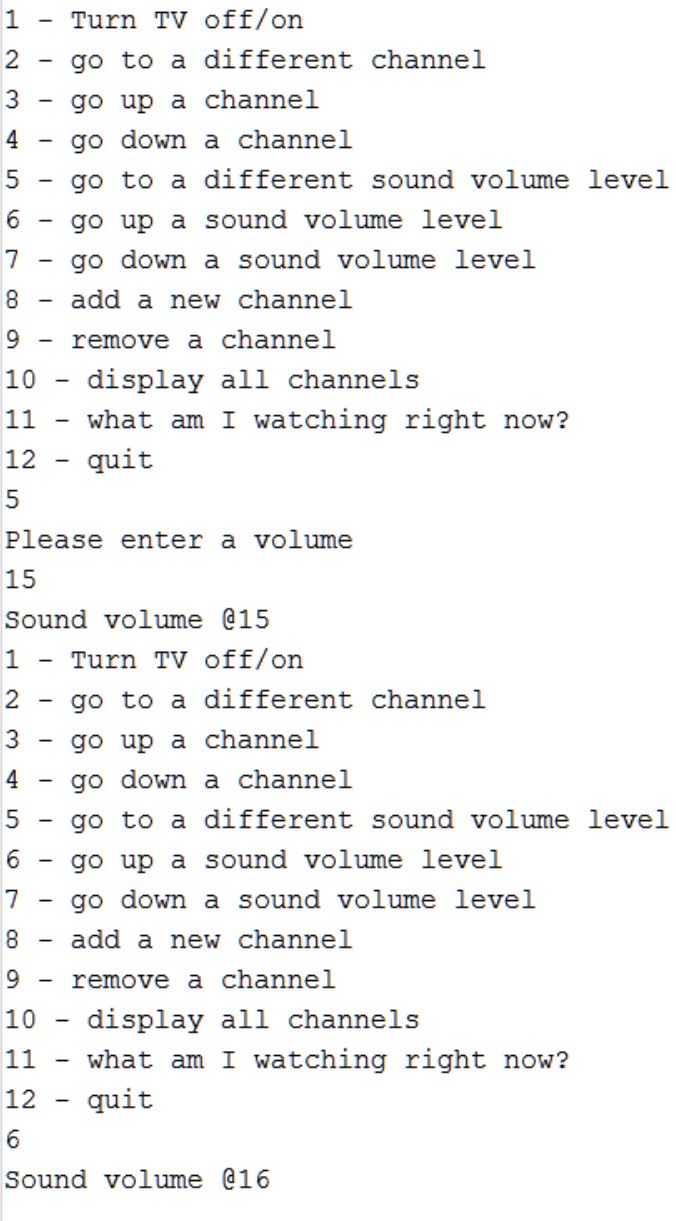 1 - Turn TV off/on
2 - go to a different channel
3 - go up a channel
4 - go down a channel
5 - go to a different sound volume level
6 - go up a sound volume level
7 - go down a sound volume level
8 - add a new channel
9 - remove a channel
10 - display all channels
11 - what am I watching right now?
12 - quit
5
Please enter a volume
15
Sound volume @15
1 - Turn TV off/on
2 - go to a different channel
3 - go up a channel
4 - go down a channel
5 - go to a different sound volume level
6 - go up a sound volume level
7 - go down a sound volume level
8 - add a new channel
9 - remove a channel
10 - display all channels
11 - what am I watching right now?
12 - quit
6
Sound volume @16